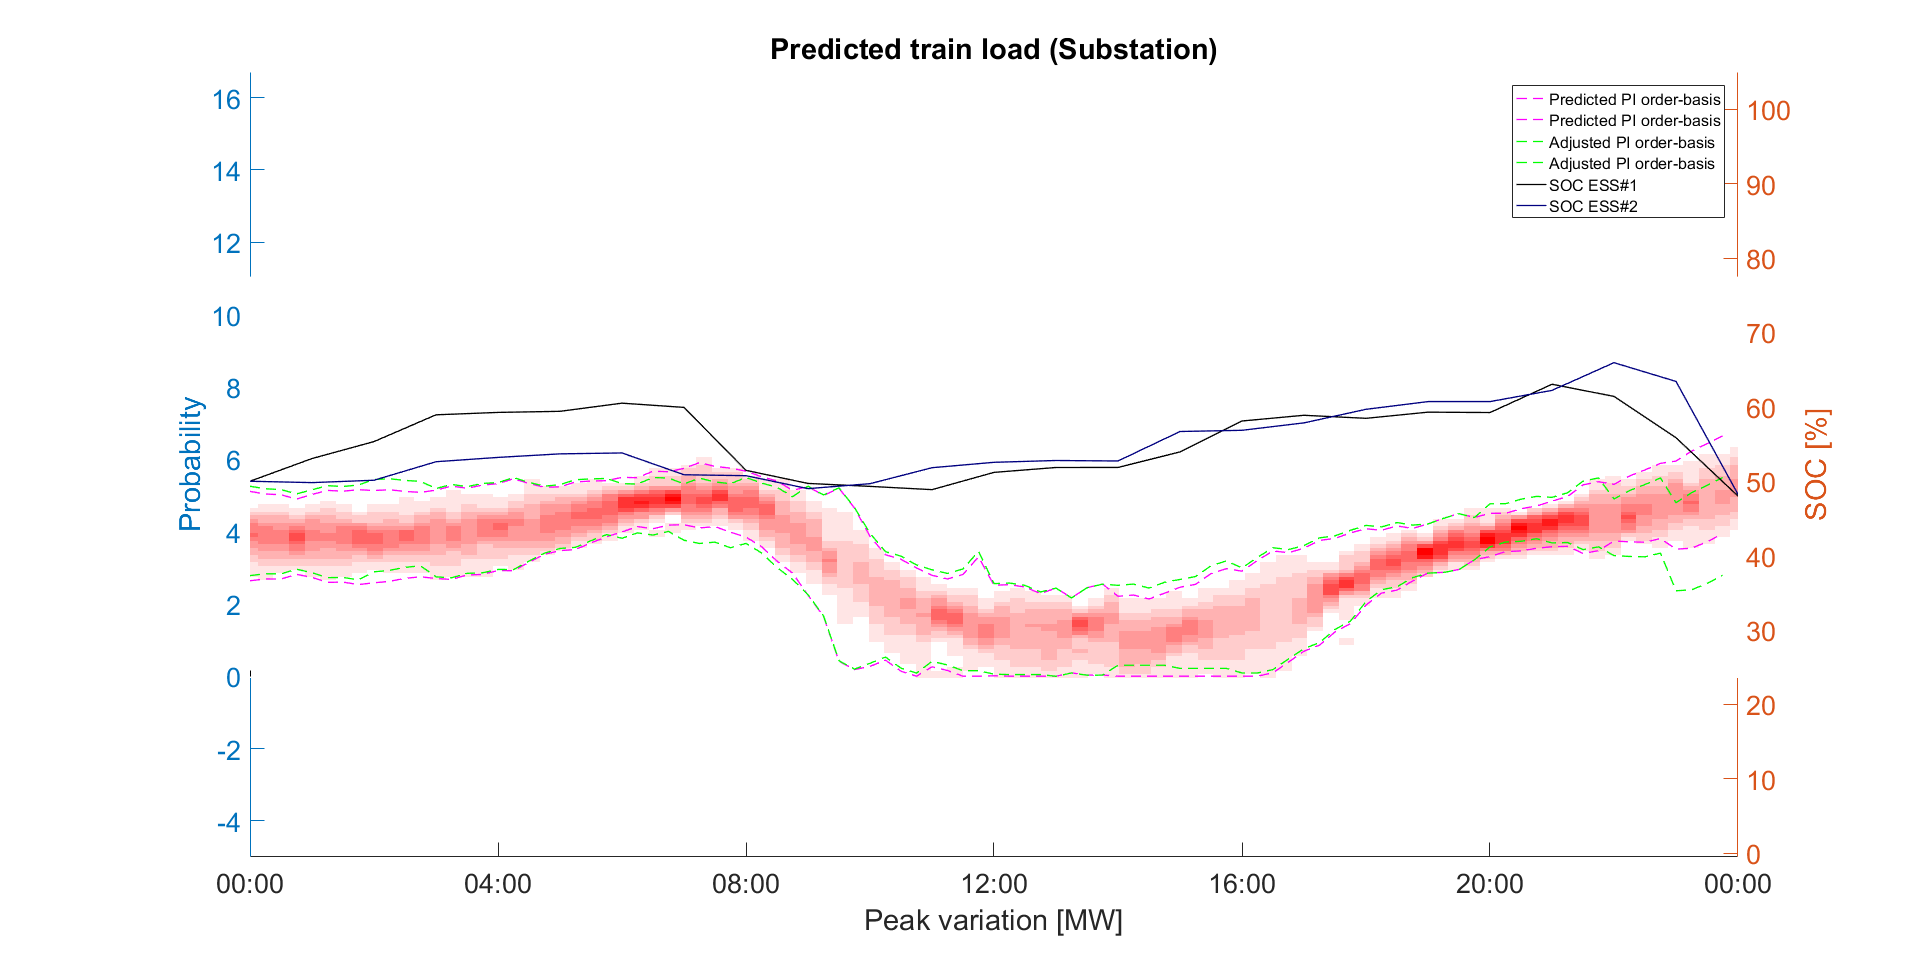 Predicted train load (Substation)
Predicted PI order-basis
Predicted PI order-basis
Adjusted PI order-basis
Adjusted PI order-basis
SOC ESS#1
SOC ESS#2
16
14
12
10
8
6
4
2
0
-2
-4
Probability
100
90
80
70
60
50
40
30
20
10
0
SOC [%]
00:00 04:00 08:00 12:00 16:00 20:00 00:00
Peak variation [MW]